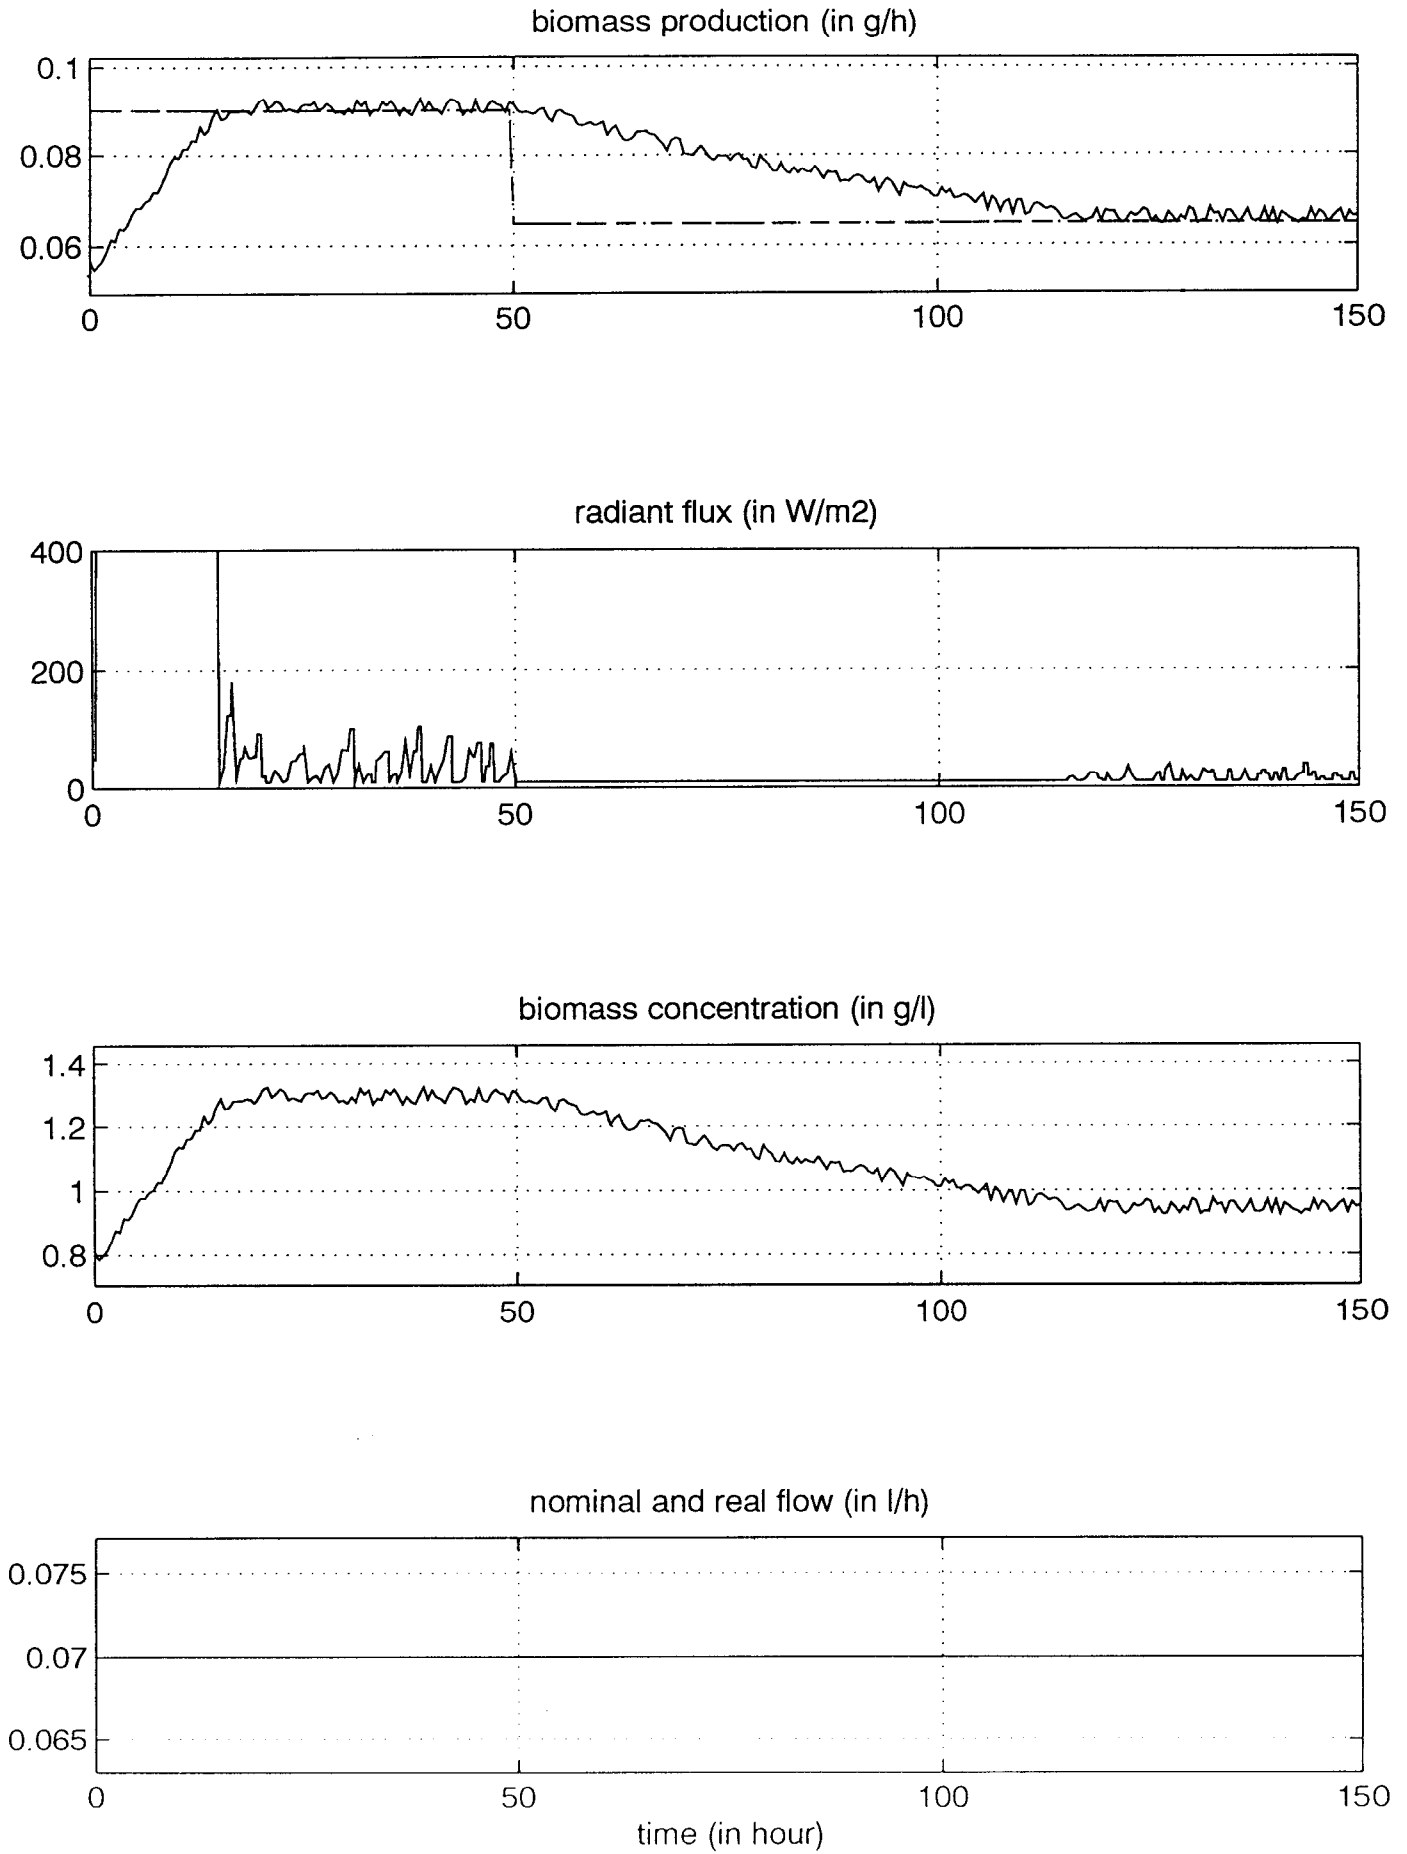 biomass production (in g/h)
0.1
0.08
0.06
0 50 100 150
radiant flux (in W/m2)
400
200
0
0 50 100 150
biomass concentration (in g/l)
1.4
1.2
1
0.8
0 50 100 150
nominal and real flow (in l/h)
0.075
0.07
0.065
0 50 100 150
time (in hour)